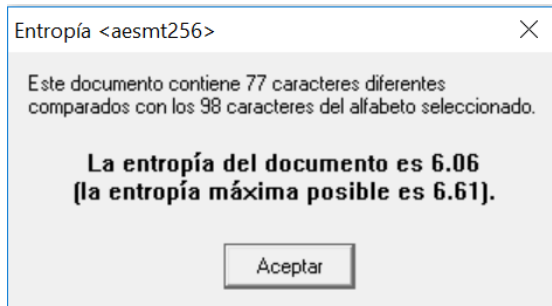 Entropía <aesmt256>
Este documento contiene 77 caracteres diferentes
comparados con los 98 caracteres del alfabeto seleccionado.
La entropía del documento es 6.06
(la entropía máxima posible es 6.61).
Aceptar